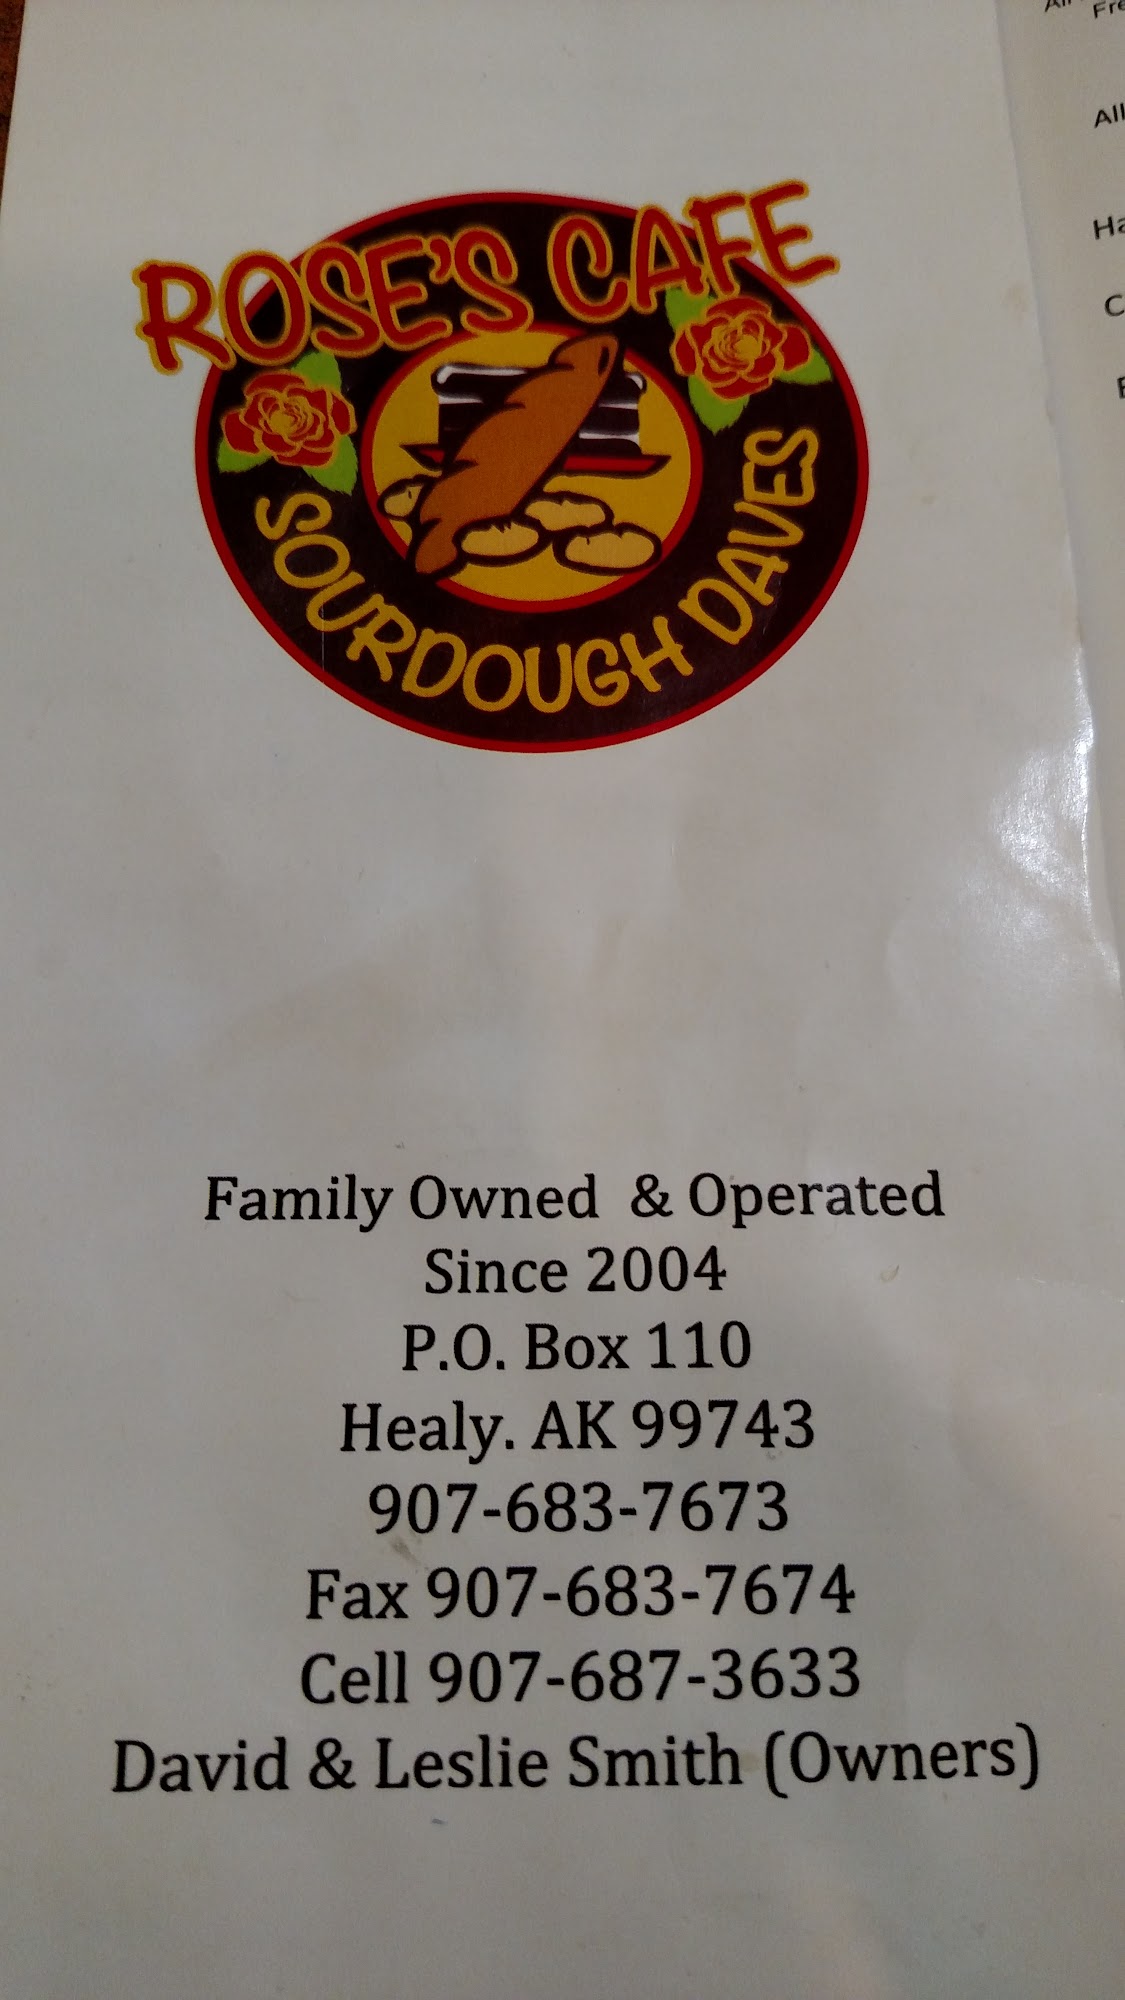 ROSE'S CAFE
SOURDOUGH DAVES
Family Owned & Operated
Since 2004
P.O. Box 110
Healy. AK 99743
907-683-7673
Fax 907-683-7674
Cell 907-687-3633
David & Leslie Smith (Owners)
All